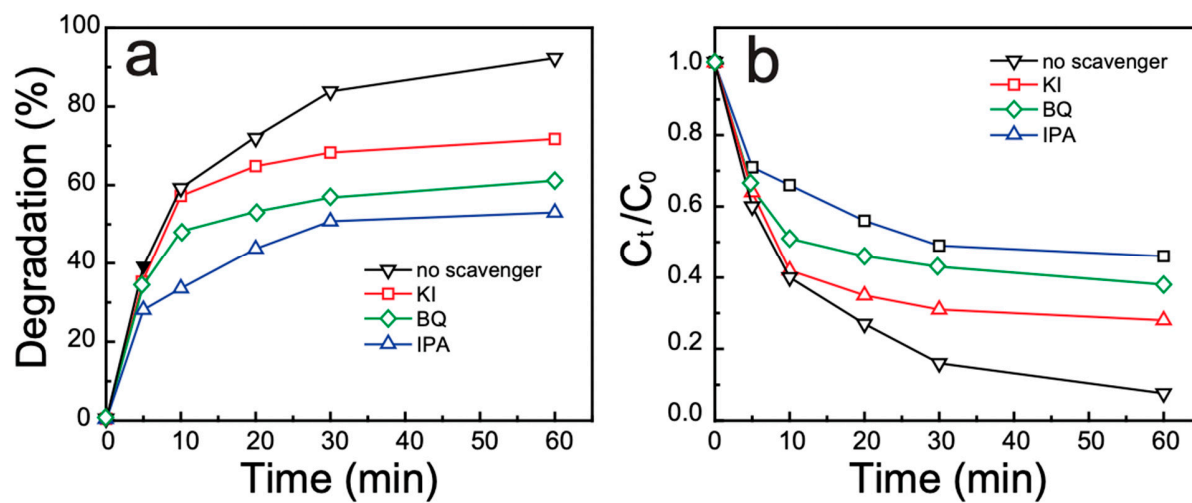 a
Degradation (%)
100
80
60
40
20
0
no scavenger
KI
BQ
IPA
0 10 20 30 40 50 60
Time (min)
b
C_t/C_0
1.0
0.8
0.6
0.4
0.2
0.0
no scavenger
KI
BQ
IPA
0 10 20 30 40 50 60
Time (min)